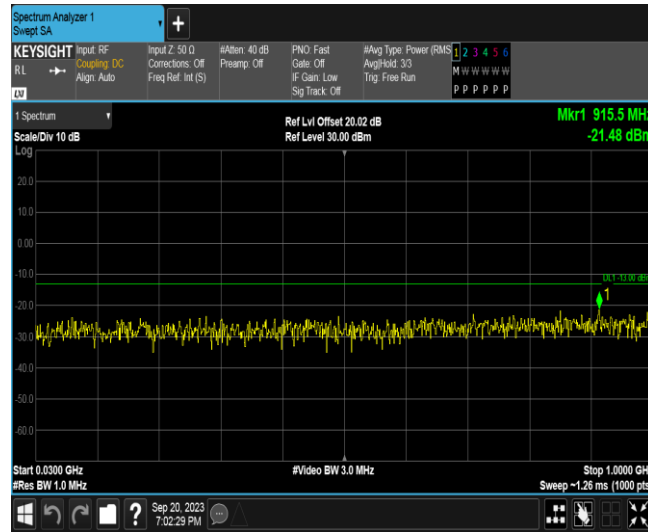 Spectrum Analyzer 1
Swept SA
KEYSIGHT
RL
LXI
Input: RF
Coupling: DC
Align: Auto
Input Z: 50 Ω
Corrections: Off
Freq Ref: Int (S)
#Atten: 40 dB
Preamp: Off
PNO: Fast
Gate: Off
IF Gain: Low
Sig Track: Off
#Avg Type: Power (RMS
Avg|Hold: 3/3
Trig: Free Run
1 2 3 4 5 6
M W W W W W
P P P P P P
1 Spectrum
Scale/Div 10 dB
Log
Ref Lvl Offset 20.02 dB
Ref Level 30.00 dBm
Mkr1 915.5 MHz
-21.48 dBm
20.0
10.0
0.00
-10.0
DL1 -13.00 dBm
1
-20.0
-30.0
-40.0
-50.0
-60.0
Start 0.0300 GHz
#Res BW 1.0 MHz
#Video BW 3.0 MHz
Stop 1.0000 GH
Sweep ~1.26 ms (1000 pts
Sep 20, 2023
7:02:29 PM